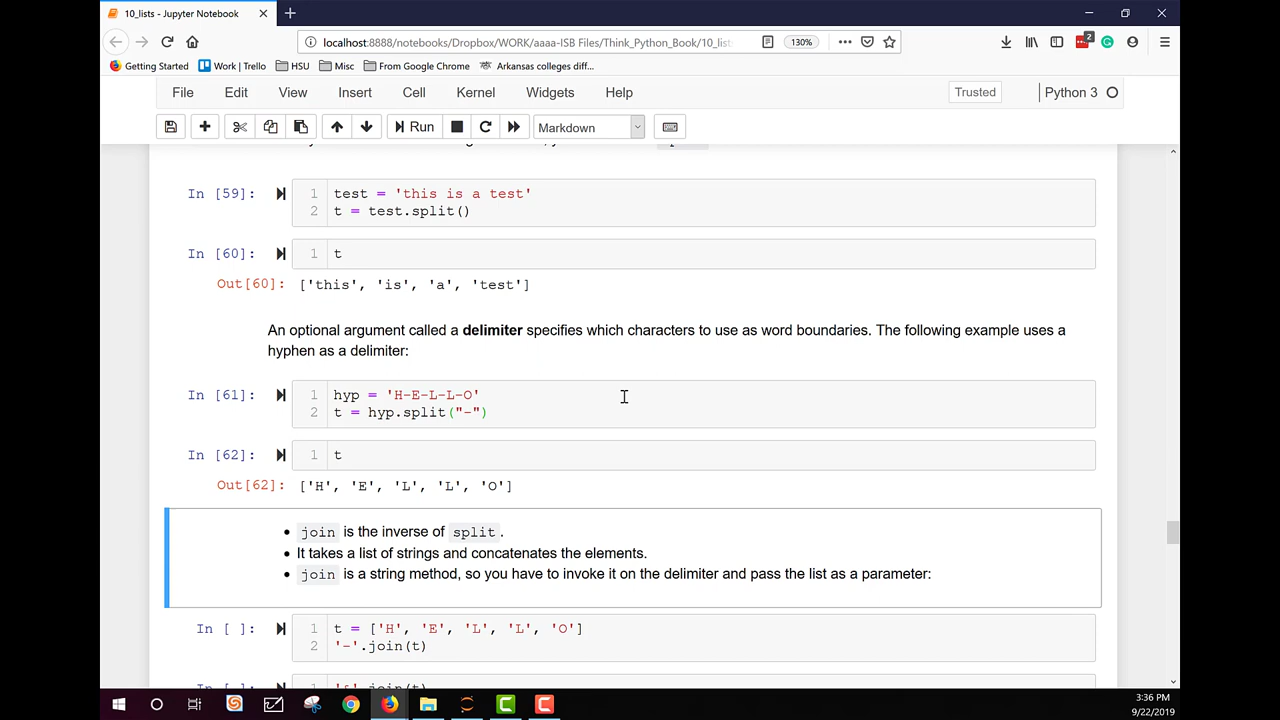 10_lists - Jupyter Notebook
localhost:8888/notebooks/Dropbox/WORK/aaaa-ISB Files/Think_Python_Book/10_lists
130%
2
Getting Started
Work | Trello
HSU
Misc
From Google Chrome
Arkansas colleges diff...
File Edit View Insert Cell Kernel Widgets Help
Trusted
Python 3
Run
Markdown
In [59]:
1 test = 'this is a test'
2 t = test.split()
In [60]:
1 t
Out[60]: ['this', 'is', 'a', 'test']
An optional argument called a delimiter specifies which characters to use as word boundaries. The following example uses a
hyphen as a delimiter:
In [61]:
1 hyp = 'H-E-L-L-O'
2 t = hyp.split("-")
In [62]:
1 t
Out[62]: ['H', 'E', 'L', 'L', 'O']
• join is the inverse of split.
• It takes a list of strings and concatenates the elements.
• join is a string method, so you have to invoke it on the delimiter and pass the list as a parameter:
In [ ]:
1 t = ['H', 'E', 'L', 'L', 'O']
2 '-'.join(t)
3:36 PM
9/22/2019